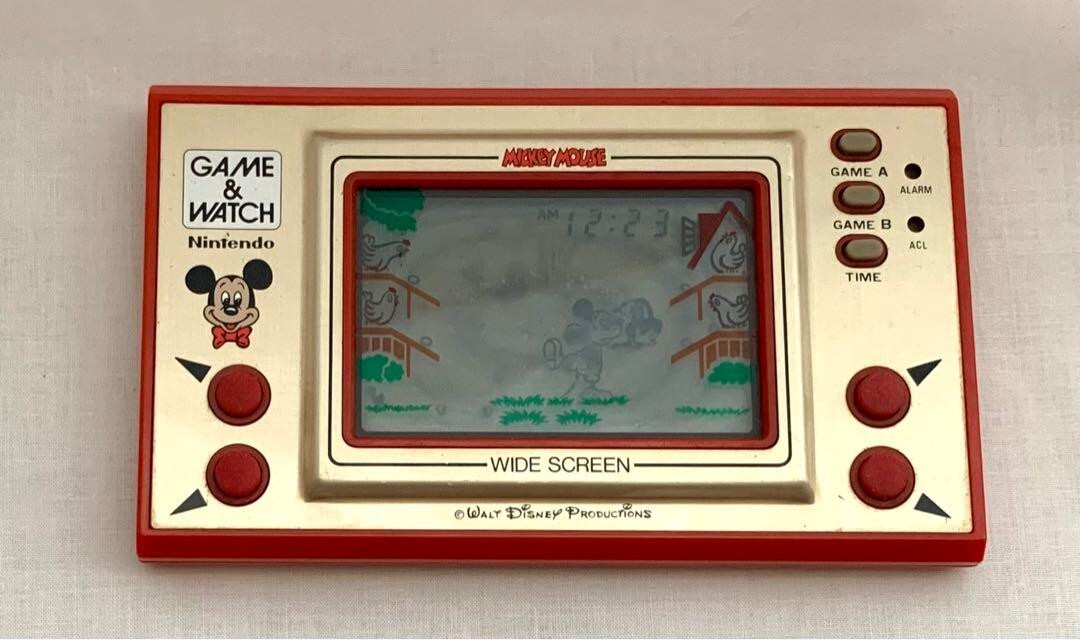 GAME
&
WATCH
Nintendo
MICKEY MOUSE
AM 12:23
WIDE SCREEN
© WALT DISNEY PRODUCTIONS
GAME A
ALARM
GAME B
ACL
TIME